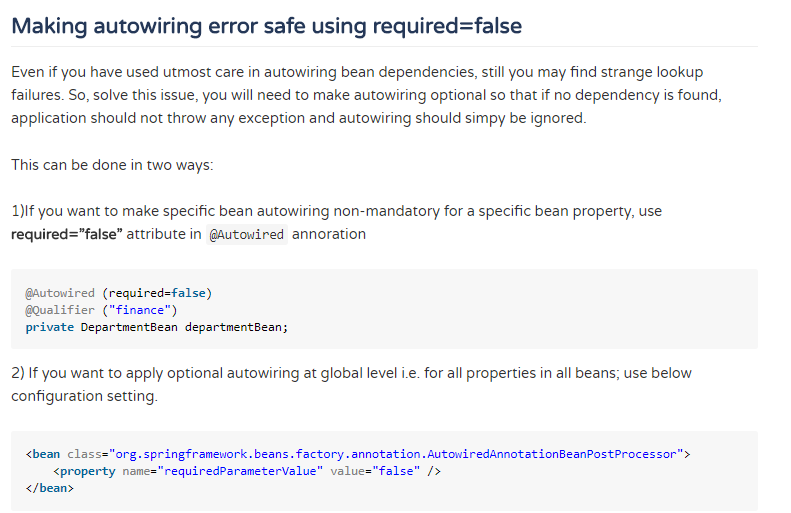 Making autowiring error safe using required=false
Even if you have used utmost care in autowiring bean dependencies, still you may find strange lookup
failures. So, solve this issue, you will need to make autowiring optional so that if no dependency is found,
application should not throw any exception and autowiring should simpy be ignored.
This can be done in two ways:
1)If you want to make specific bean autowiring non-mandatory for a specific bean property, use
required=”false” attribute in @Autowired annoration
@Autowired (required=false)
@Qualifier ("finance")
private DepartmentBean departmentBean;
2) If you want to apply optional autowiring at global level i.e. for all properties in all beans; use below
configuration setting.
<bean class="org.springframework.beans.factory.annotation.AutowiredAnnotationBeanPostProcessor">
<property name="requiredParameterValue" value="false" />
</bean>